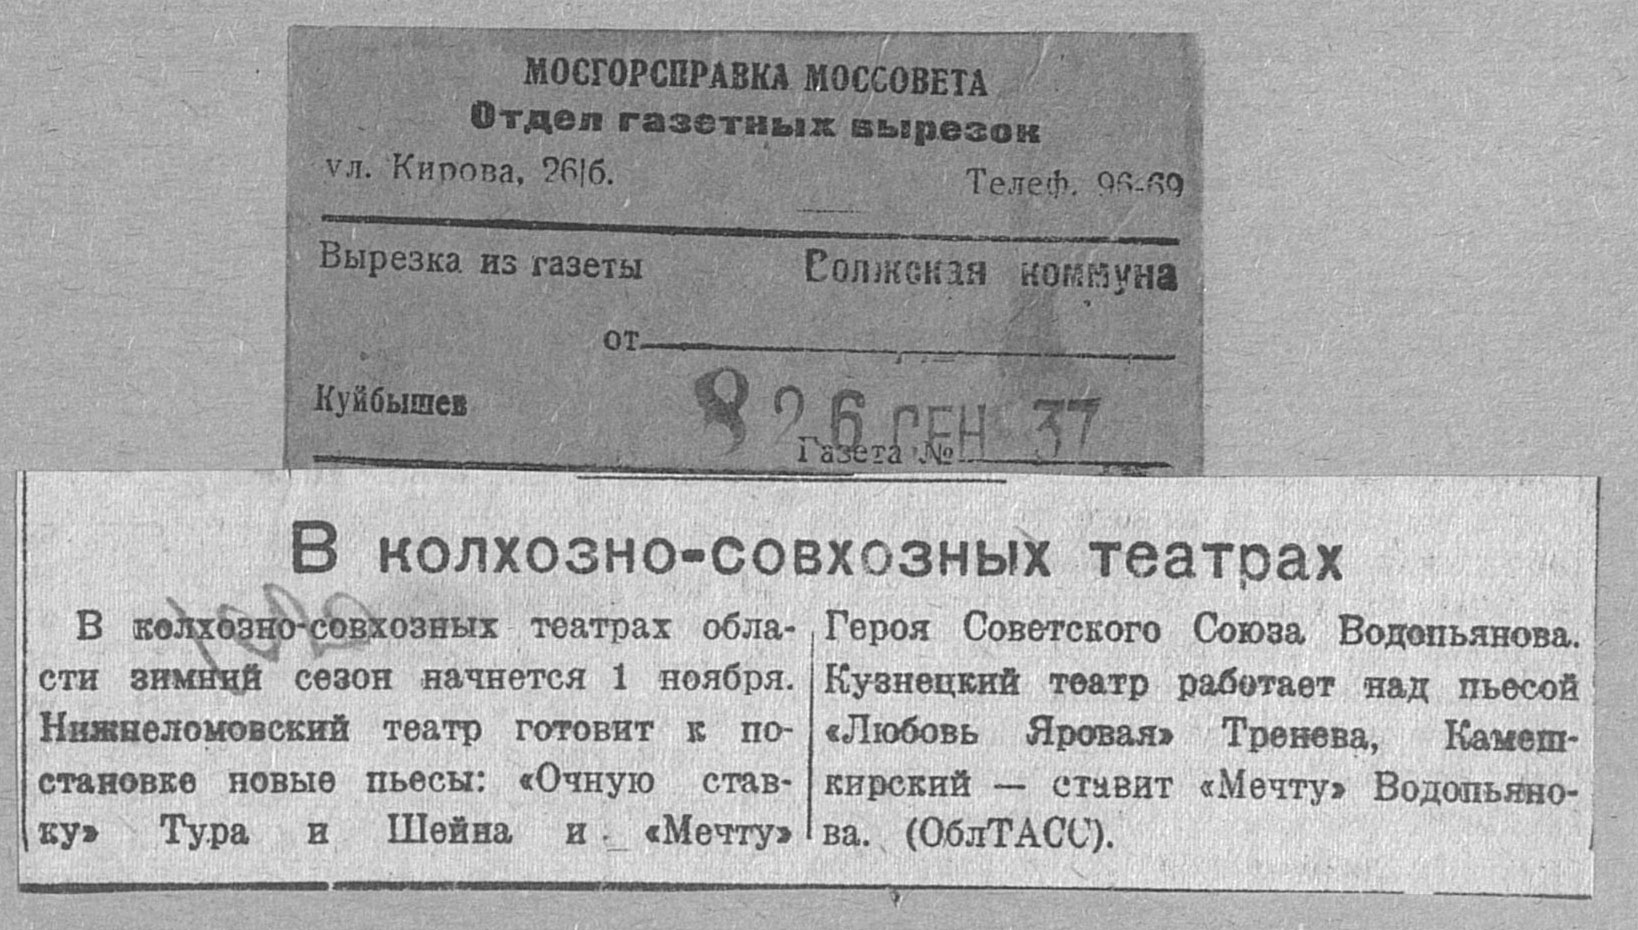 МОСГОРСПРАВКА МОССОВЕТА
Отдел газетных вырезок
ул. Кирова, 26|б.
Телеф. 96-69
Вырезка из газеты
Волжская коммуна
от
Куйбышев
8 26 СЕН 37
Газета №
В колхозно-совхозных театрах
В колхозно-совхозных театрах обла-
сти зимний сезон начнется 1 ноября.
Нижнеломовский театр готовит к по-
становке новые пьесы: «Очную став-
ку» Тура и Шейна и «Мечту»
Героя Советского Союза Водопьянова.
Кузнецкий театр работает над пьесой
«Любовь Яровая» Тренева, Камеш-
кирский — ставит «Мечту» Водопьяно-
ва. (ОблТАСС).